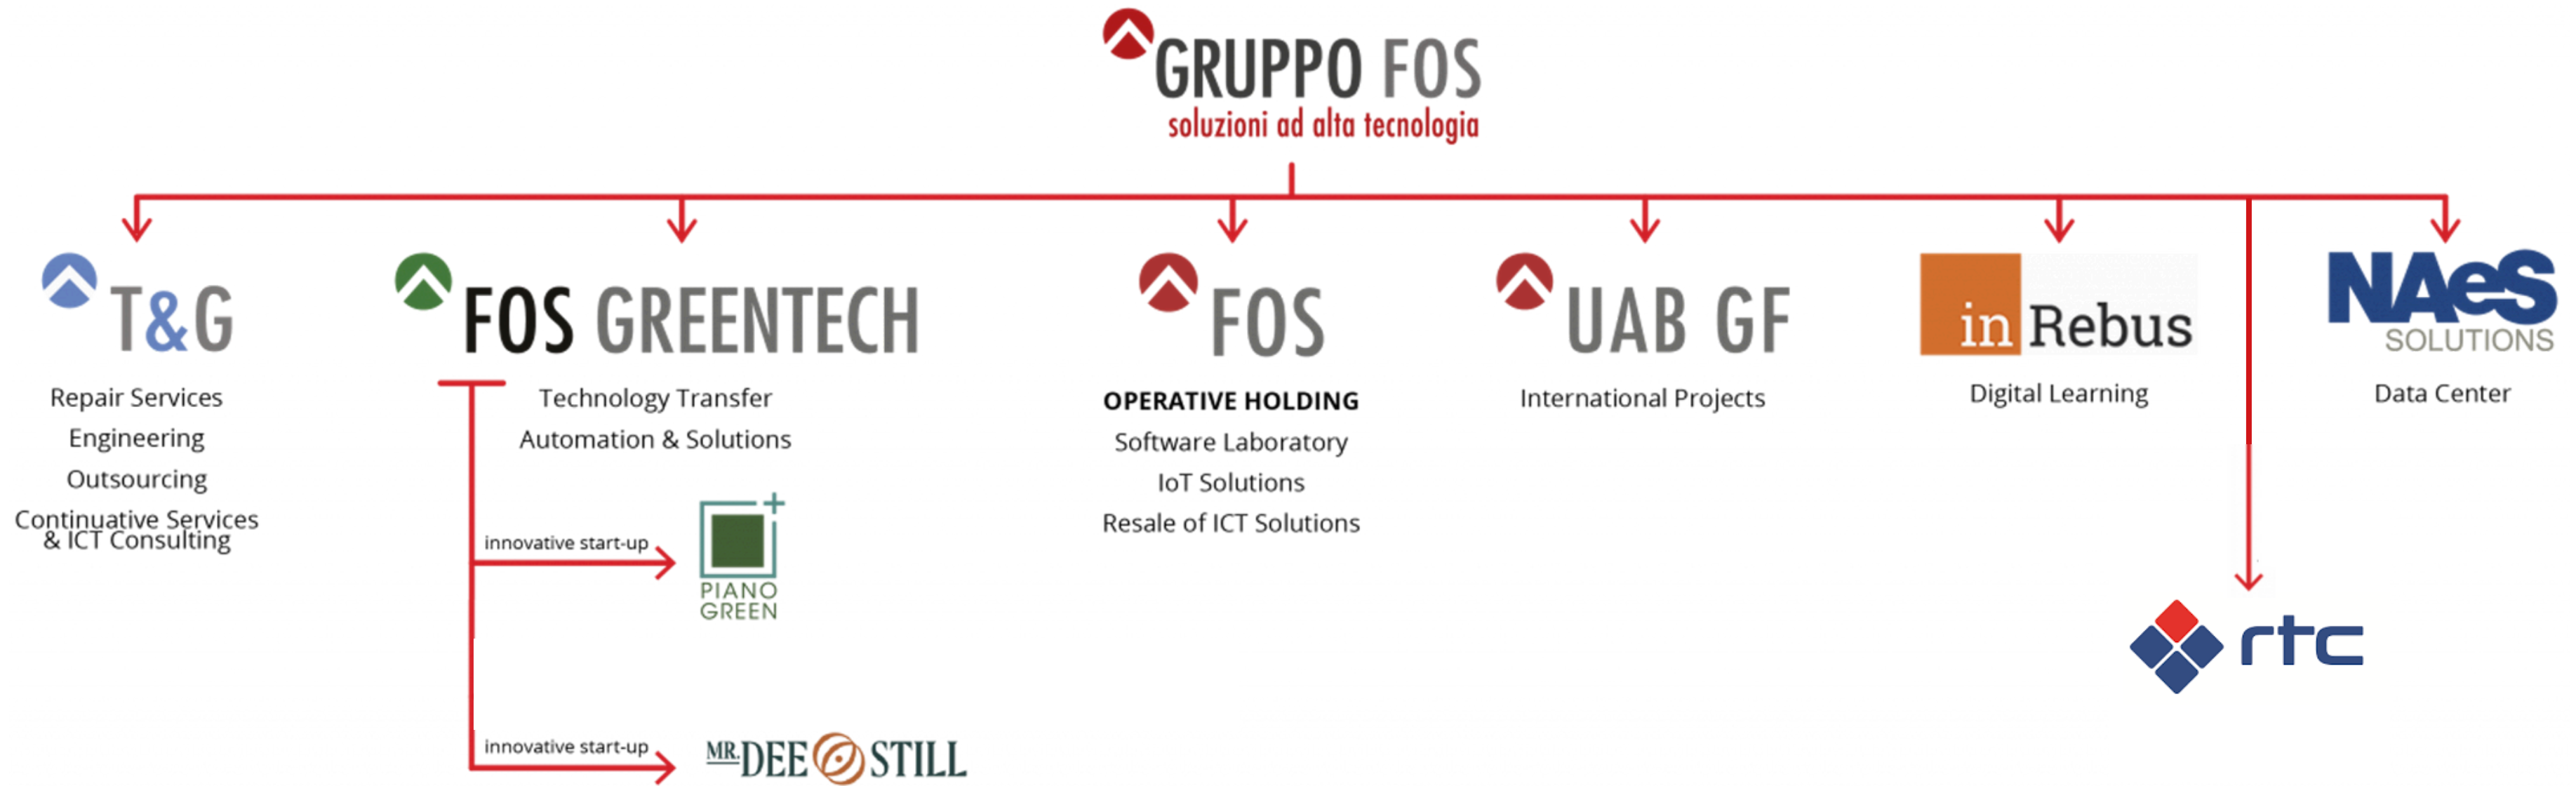 GRUPPO FOS
soluzioni ad alta tecnologia
T&G
Repair Services
Engineering
Outsourcing
Continuative Services
& ICT Consulting
FOS GREENTECH
Technology Transfer
Automation & Solutions
innovative start-up
PIANO
GREEN
innovative start-up
MR.DEE STILL
FOS
OPERATIVE HOLDING
Software Laboratory
IoT Solutions
Resale of ICT Solutions
UAB GF
International Projects
in Rebus
Digital Learning
rtc
NAeS
SOLUTIONS
Data Center